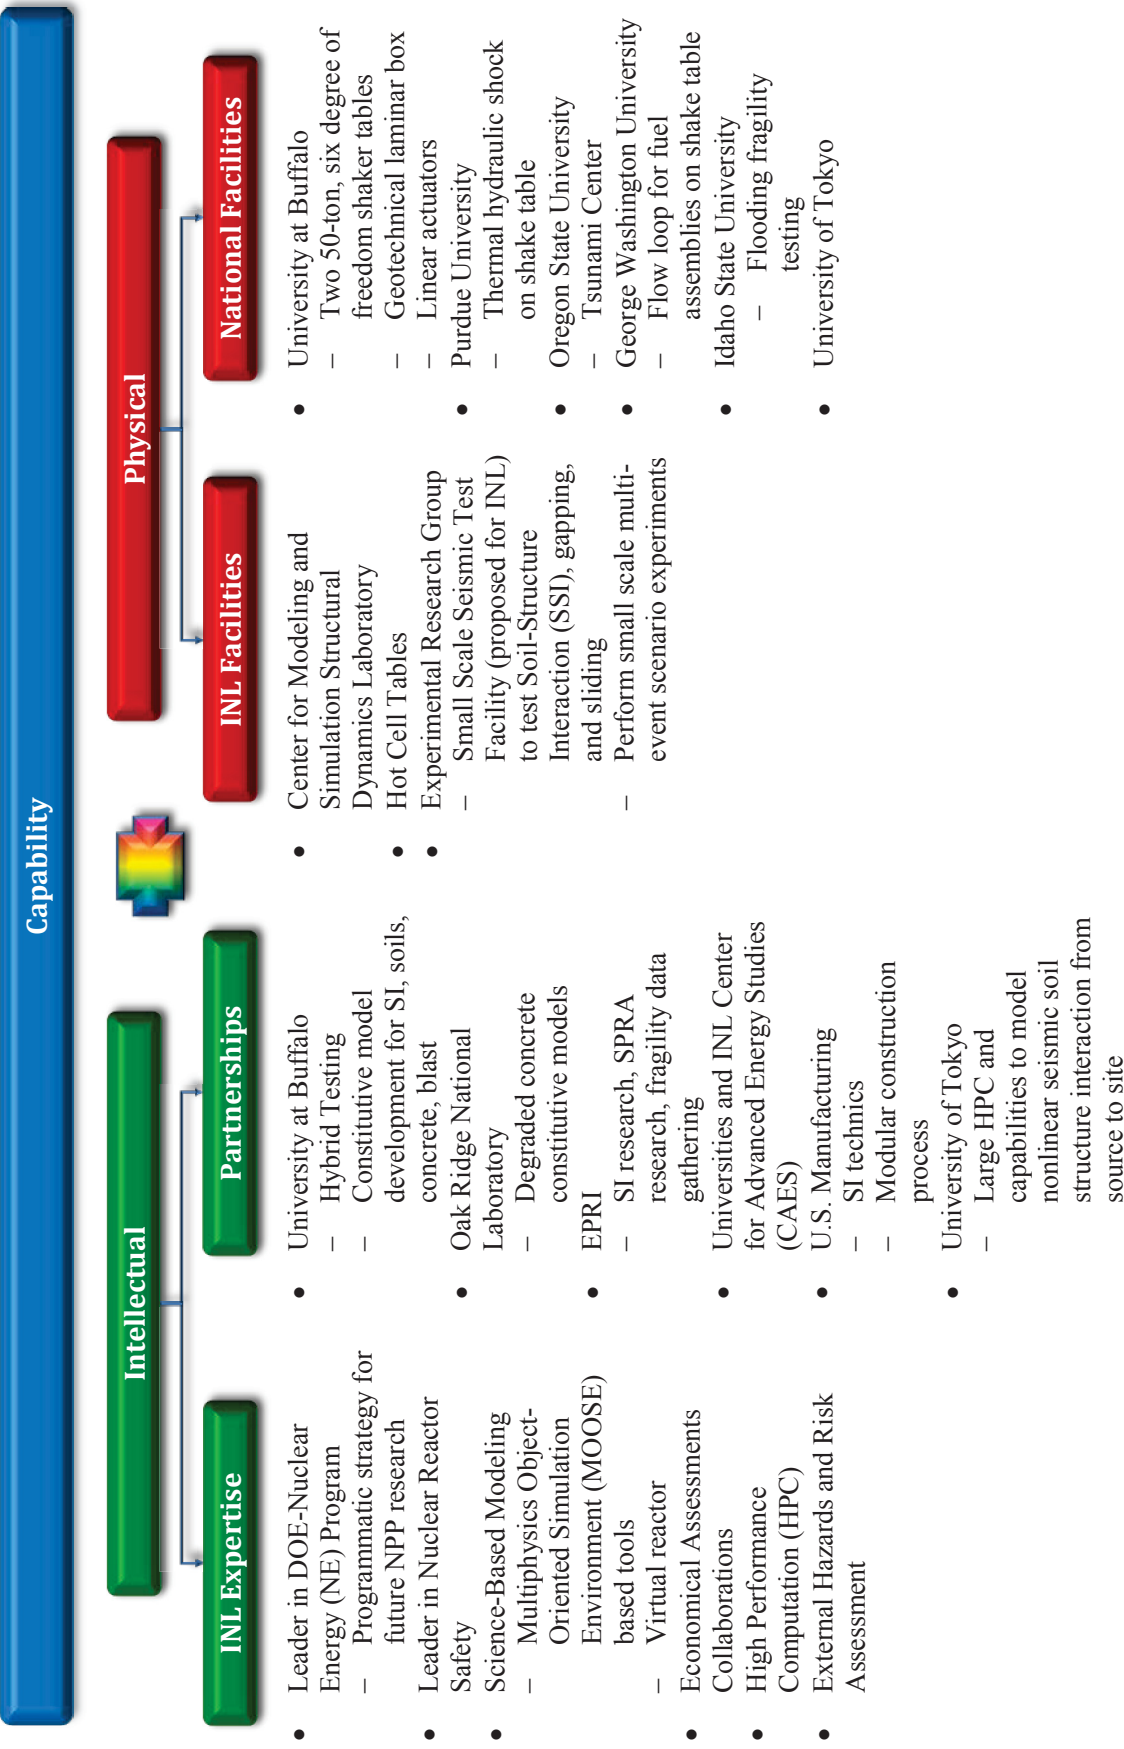 Capability
Intellectual
Physical
INL Expertise
Partnerships
INL Facilities
National Facilities
• Leader in DOE-Nuclear
Energy (NE) Program
– Programmatic strategy for
future NPP research
• Leader in Nuclear Reactor
Safety
• Science-Based Modeling
– Multiphysics Object-
Oriented Simulation
Environment (MOOSE)
based tools
– Virtual reactor
• Economical Assessments
Collaborations
• High Performance
Computation (HPC)
• External Hazards and Risk
Assessment
• University at Buffalo
– Hybrid Testing
– Constitutive model
development for SI, soils,
concrete, blast
• Oak Ridge National
Laboratory
– Degraded concrete
constitutive models
• EPRI
– SI research, SPRA
research, fragility data
gathering
• Universities and INL Center
for Advanced Energy Studies
(CAES)
• U.S. Manufacturing
– SI technics
– Modular construction
process
• University of Tokyo
– Large HPC and
capabilities to model
nonlinear seismic soil
structure interaction from
source to site
• Center for Modeling and
Simulation Structural
Dynamics Laboratory
• Hot Cell Tables
• Experimental Research Group
– Small Scale Seismic Test
Facility (proposed for INL)
to test Soil-Structure
Interaction (SSI), gapping,
and sliding
– Perform small scale multi-
event scenario experiments
• University at Buffalo
– Two 50-ton, six degree of
freedom shaker tables
– Geotechnical laminar box
– Linear actuators
• Purdue University
– Thermal hydraulic shock
on shake table
• Oregon State University
– Tsunami Center
• George Washington University
– Flow loop for fuel
assemblies on shake table
• Idaho State University
– Flooding fragility
testing
• University of Tokyo